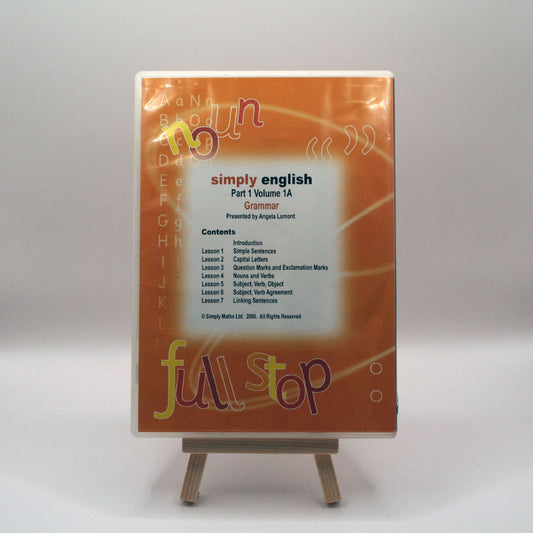 noun
“ ”
simply english
Part 1 Volume 1A
Grammar
Presented by Angela Lamont
Contents
Introduction
Lesson 1 Simple Sentences
Lesson 2 Capital Letters
Lesson 3 Question Marks and Exclamation Marks
Lesson 4 Nouns and Verbs
Lesson 5 Subject, Verb, Object
Lesson 6 Subject, Verb Agreement
Lesson 7 Linking Sentences
© Simply Maths Ltd. 2006. All Rights Reserved
full stop
: